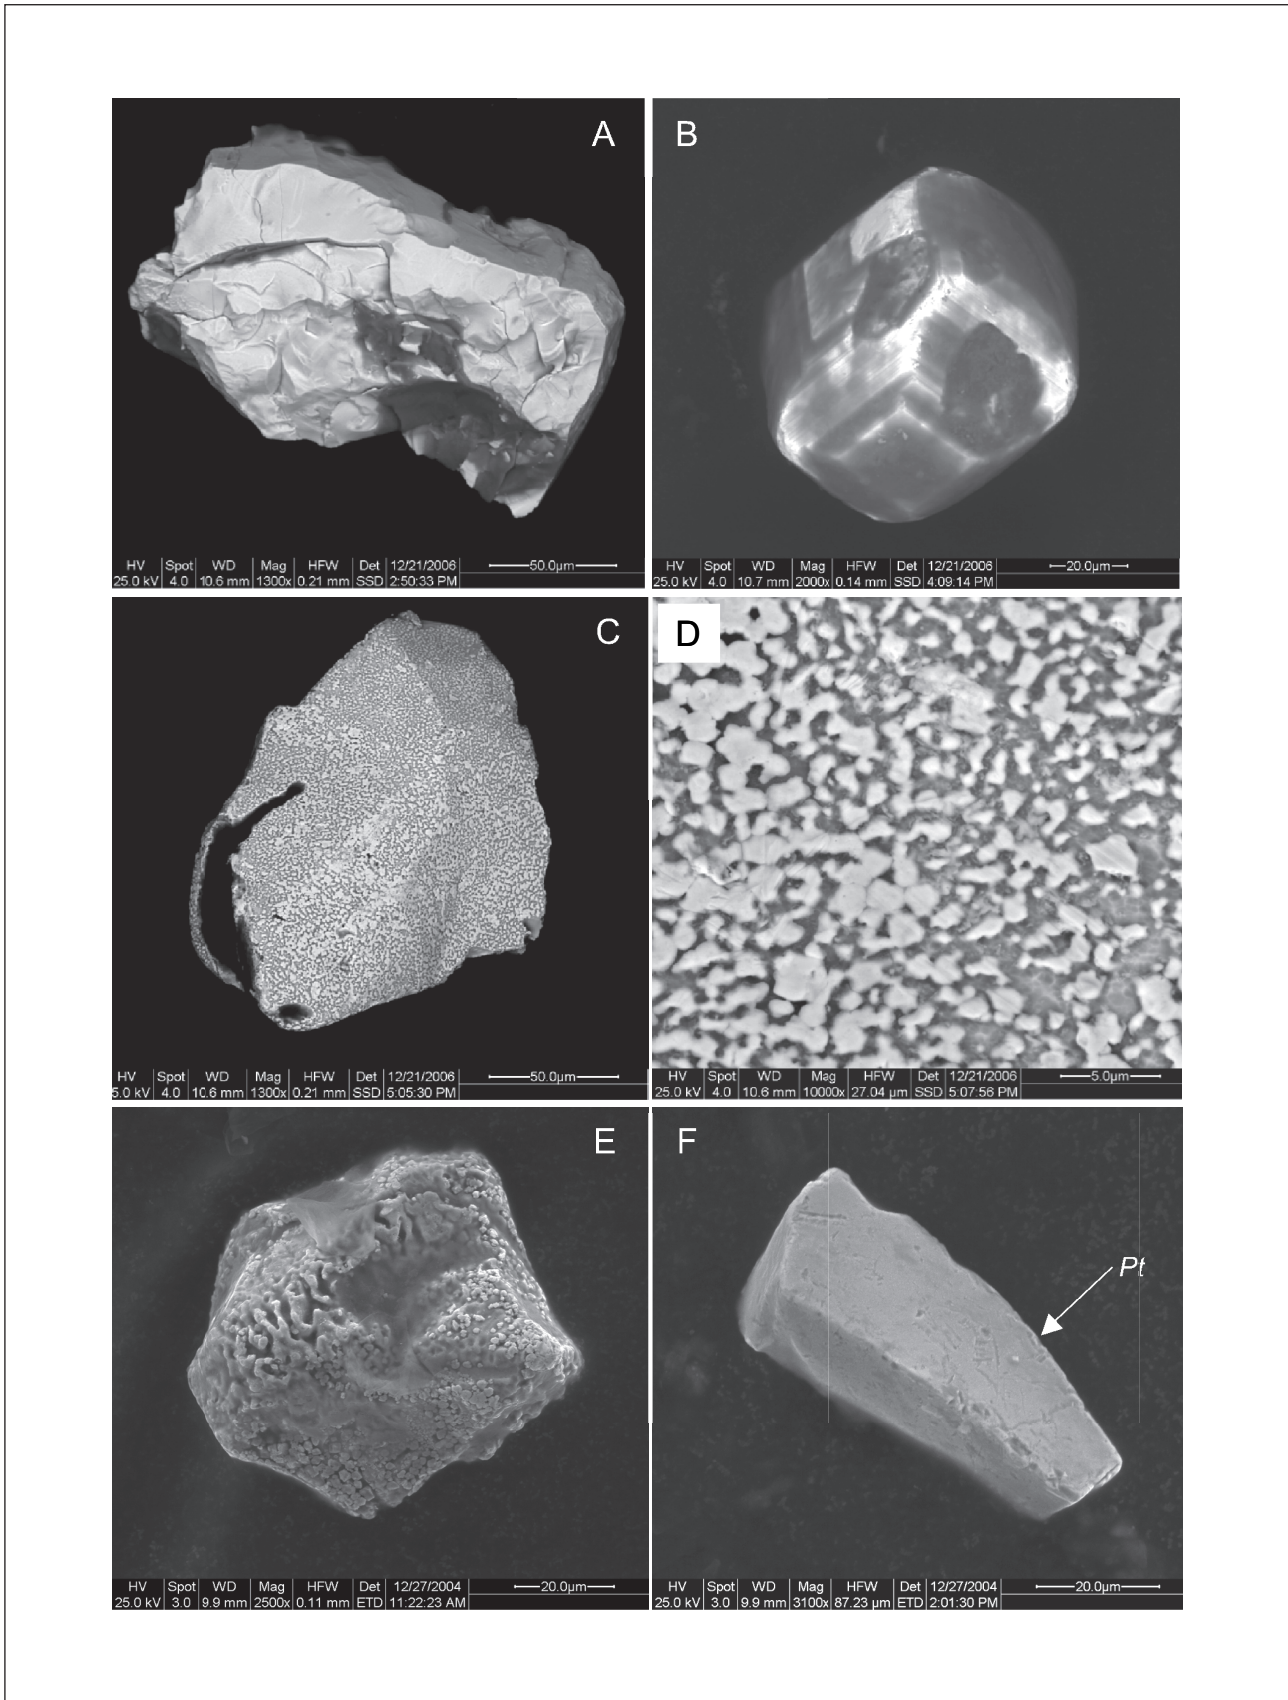 A
B
HV Spot WD Mag HFW Det 12/21/2006 50.0µm
25.0 kV 4.0 10.6 mm 1300x 0.21 mm SSD 2:50:33 PM
HV Spot WD Mag HFW Det 12/21/2006 20.0µm
25.0 kV 4.0 10.7 mm 2000x 0.14 mm SSD 4:09:14 PM
C
D
HV Spot WD Mag HFW Det 12/21/2006 50.0µm
5.0 kV 4.0 10.6 mm 1300x 0.21 mm SSD 5:05:30 PM
HV Spot WD Mag HFW Det 12/21/2006 5.0µm
25.0 kV 4.0 10.6 mm 10000x 27.04 µm SSD 5:07:56 PM
E
F
Pt
HV Spot WD Mag HFW Det 12/27/2004 20.0µm
25.0 kV 3.0 9.9 mm 2500x 0.11 mm ETD 11:22:23 AM
HV Spot WD Mag HFW Det 12/27/2004 20.0µm
25.0 kV 3.0 9.9 mm 3100x 87.23 µm ETD 2:01:30 PM